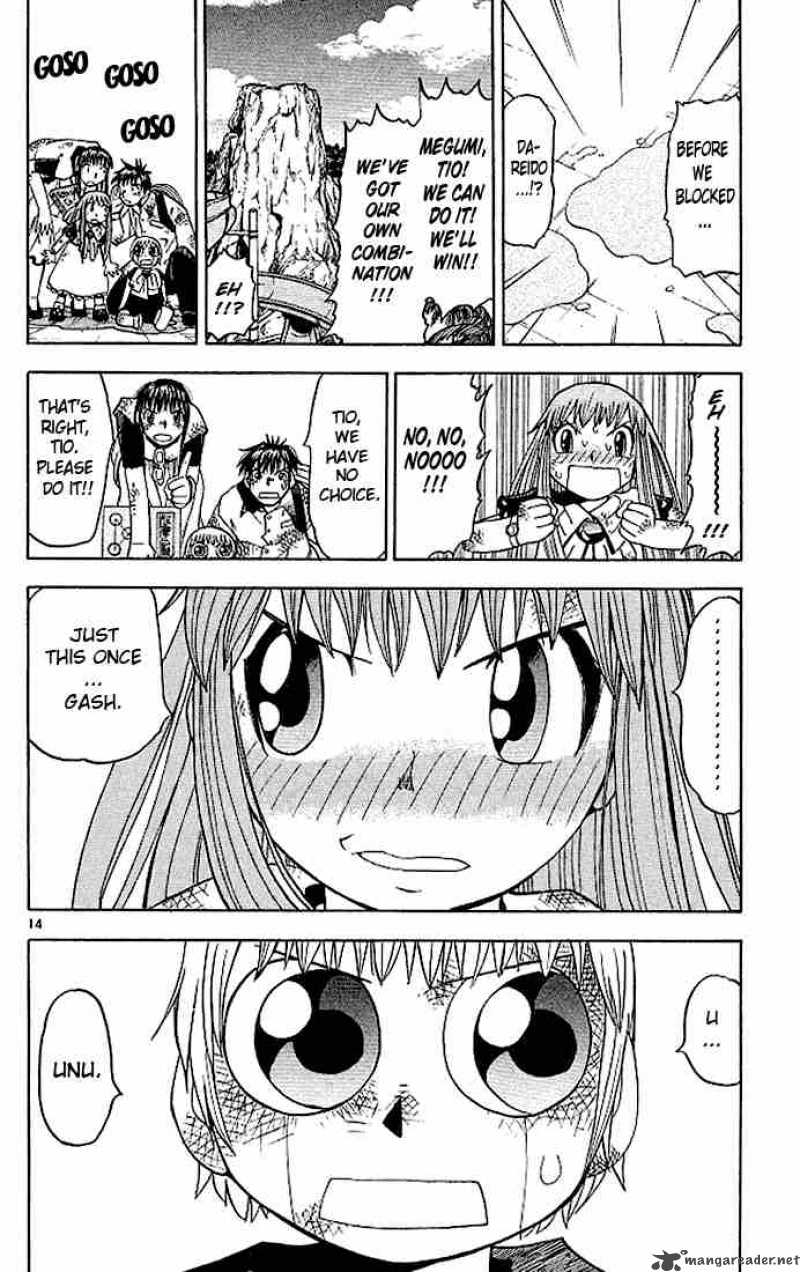 BEFORE
WE
BLOCKED
...
DA-
REIDO
...!?
MEGUMI,
TIO!
WE CAN
DO IT!
WE'LL
WIN!!
WE'VE
GOT
OUR
OWN
COMBI-
NATION
!!!
EH
!!?
GOSO
GOSO
GOSO
EH
~
!!!
NO, NO,
NOOOO
!!!
TIO,
WE
HAVE
NO
CHOICE.
THAT'S
RIGHT,
TIO.
PLEASE
DO IT!!
............
JUST
THIS ONCE
...
GASH.
14
U
...
UNU.
mangareader.net